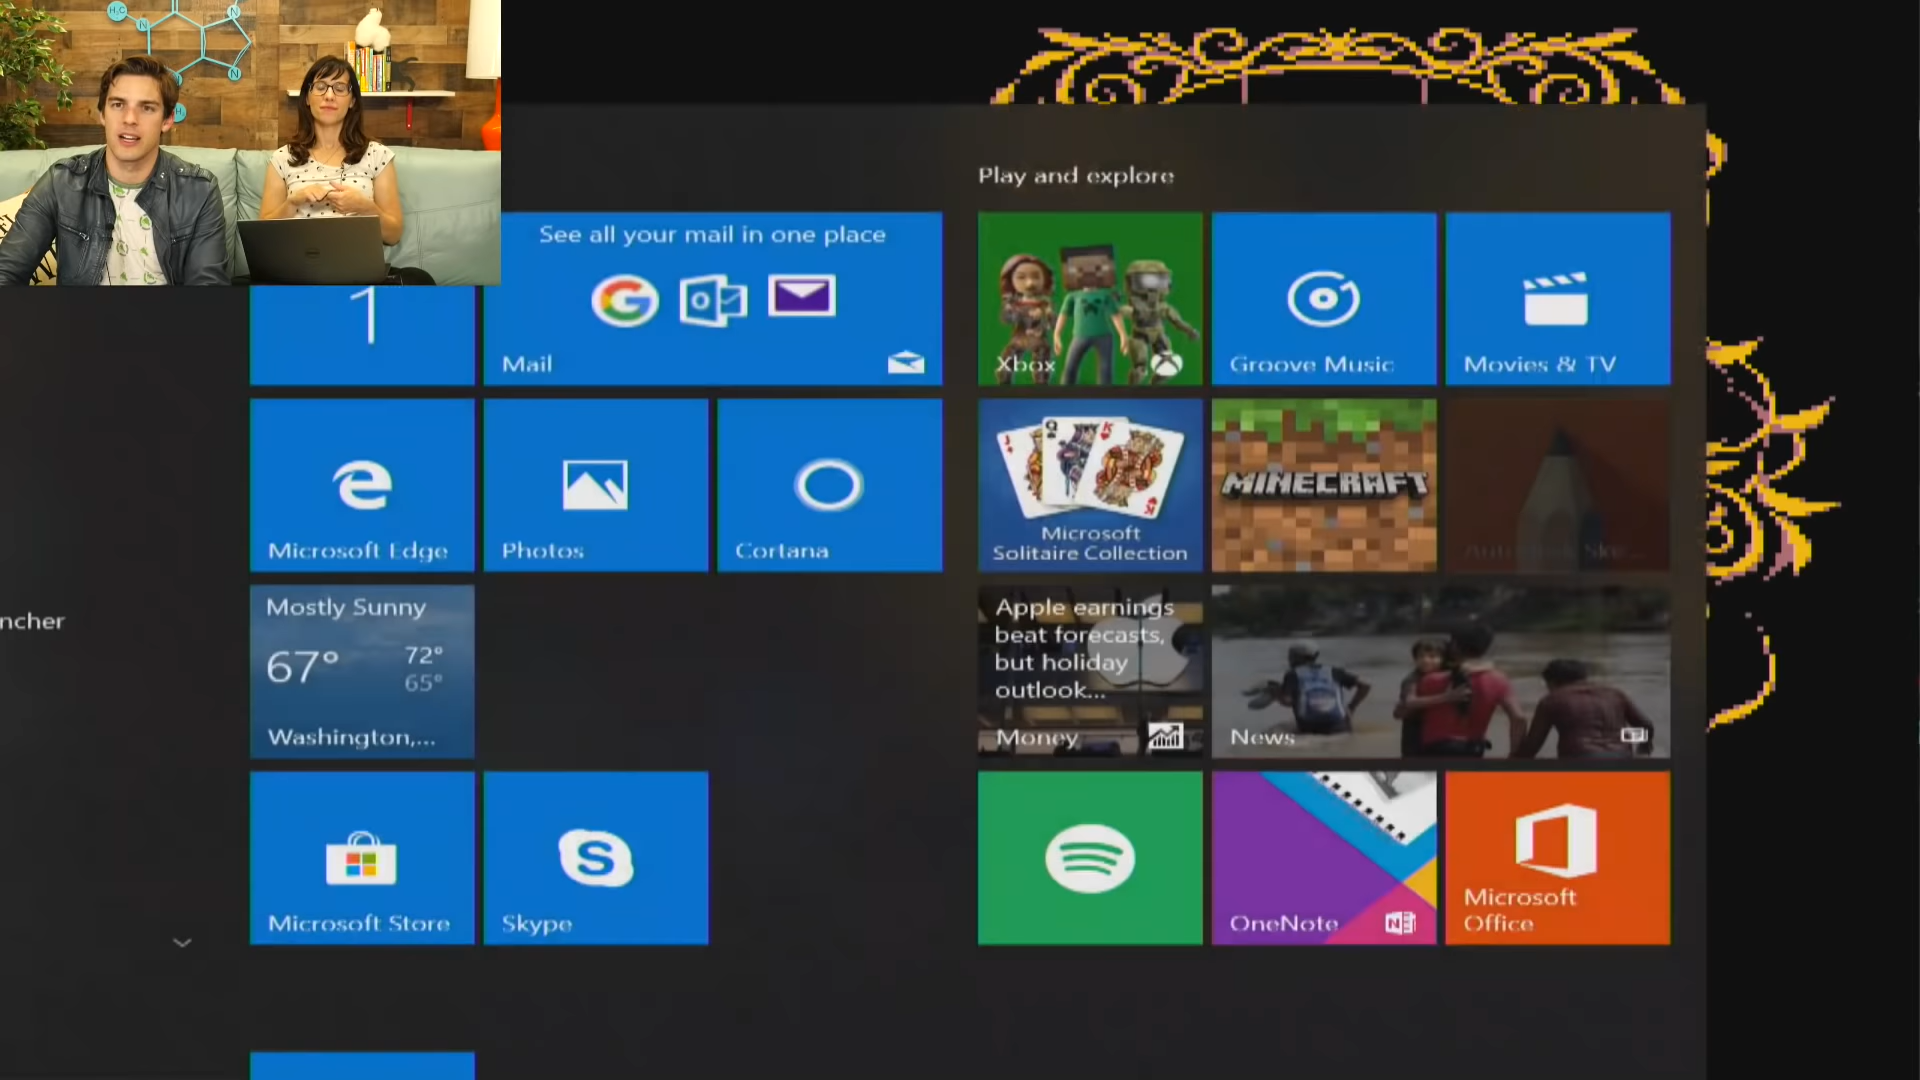 H₃C
N
N
N
Play and explore
See all your mail in one place
1
Mail
Xbox
Groove Music
Movies & TV
Microsoft Edge
Photos
Cortana
Microsoft
Solitaire Collection
MINECRAFT
Mostly Sunny
67°
72°
65°
Washington,...
Apple earnings
beat forecasts,
but holiday
outlook...
Money
News
ncher
Microsoft Store
Skype
OneNote
Microsoft
Office